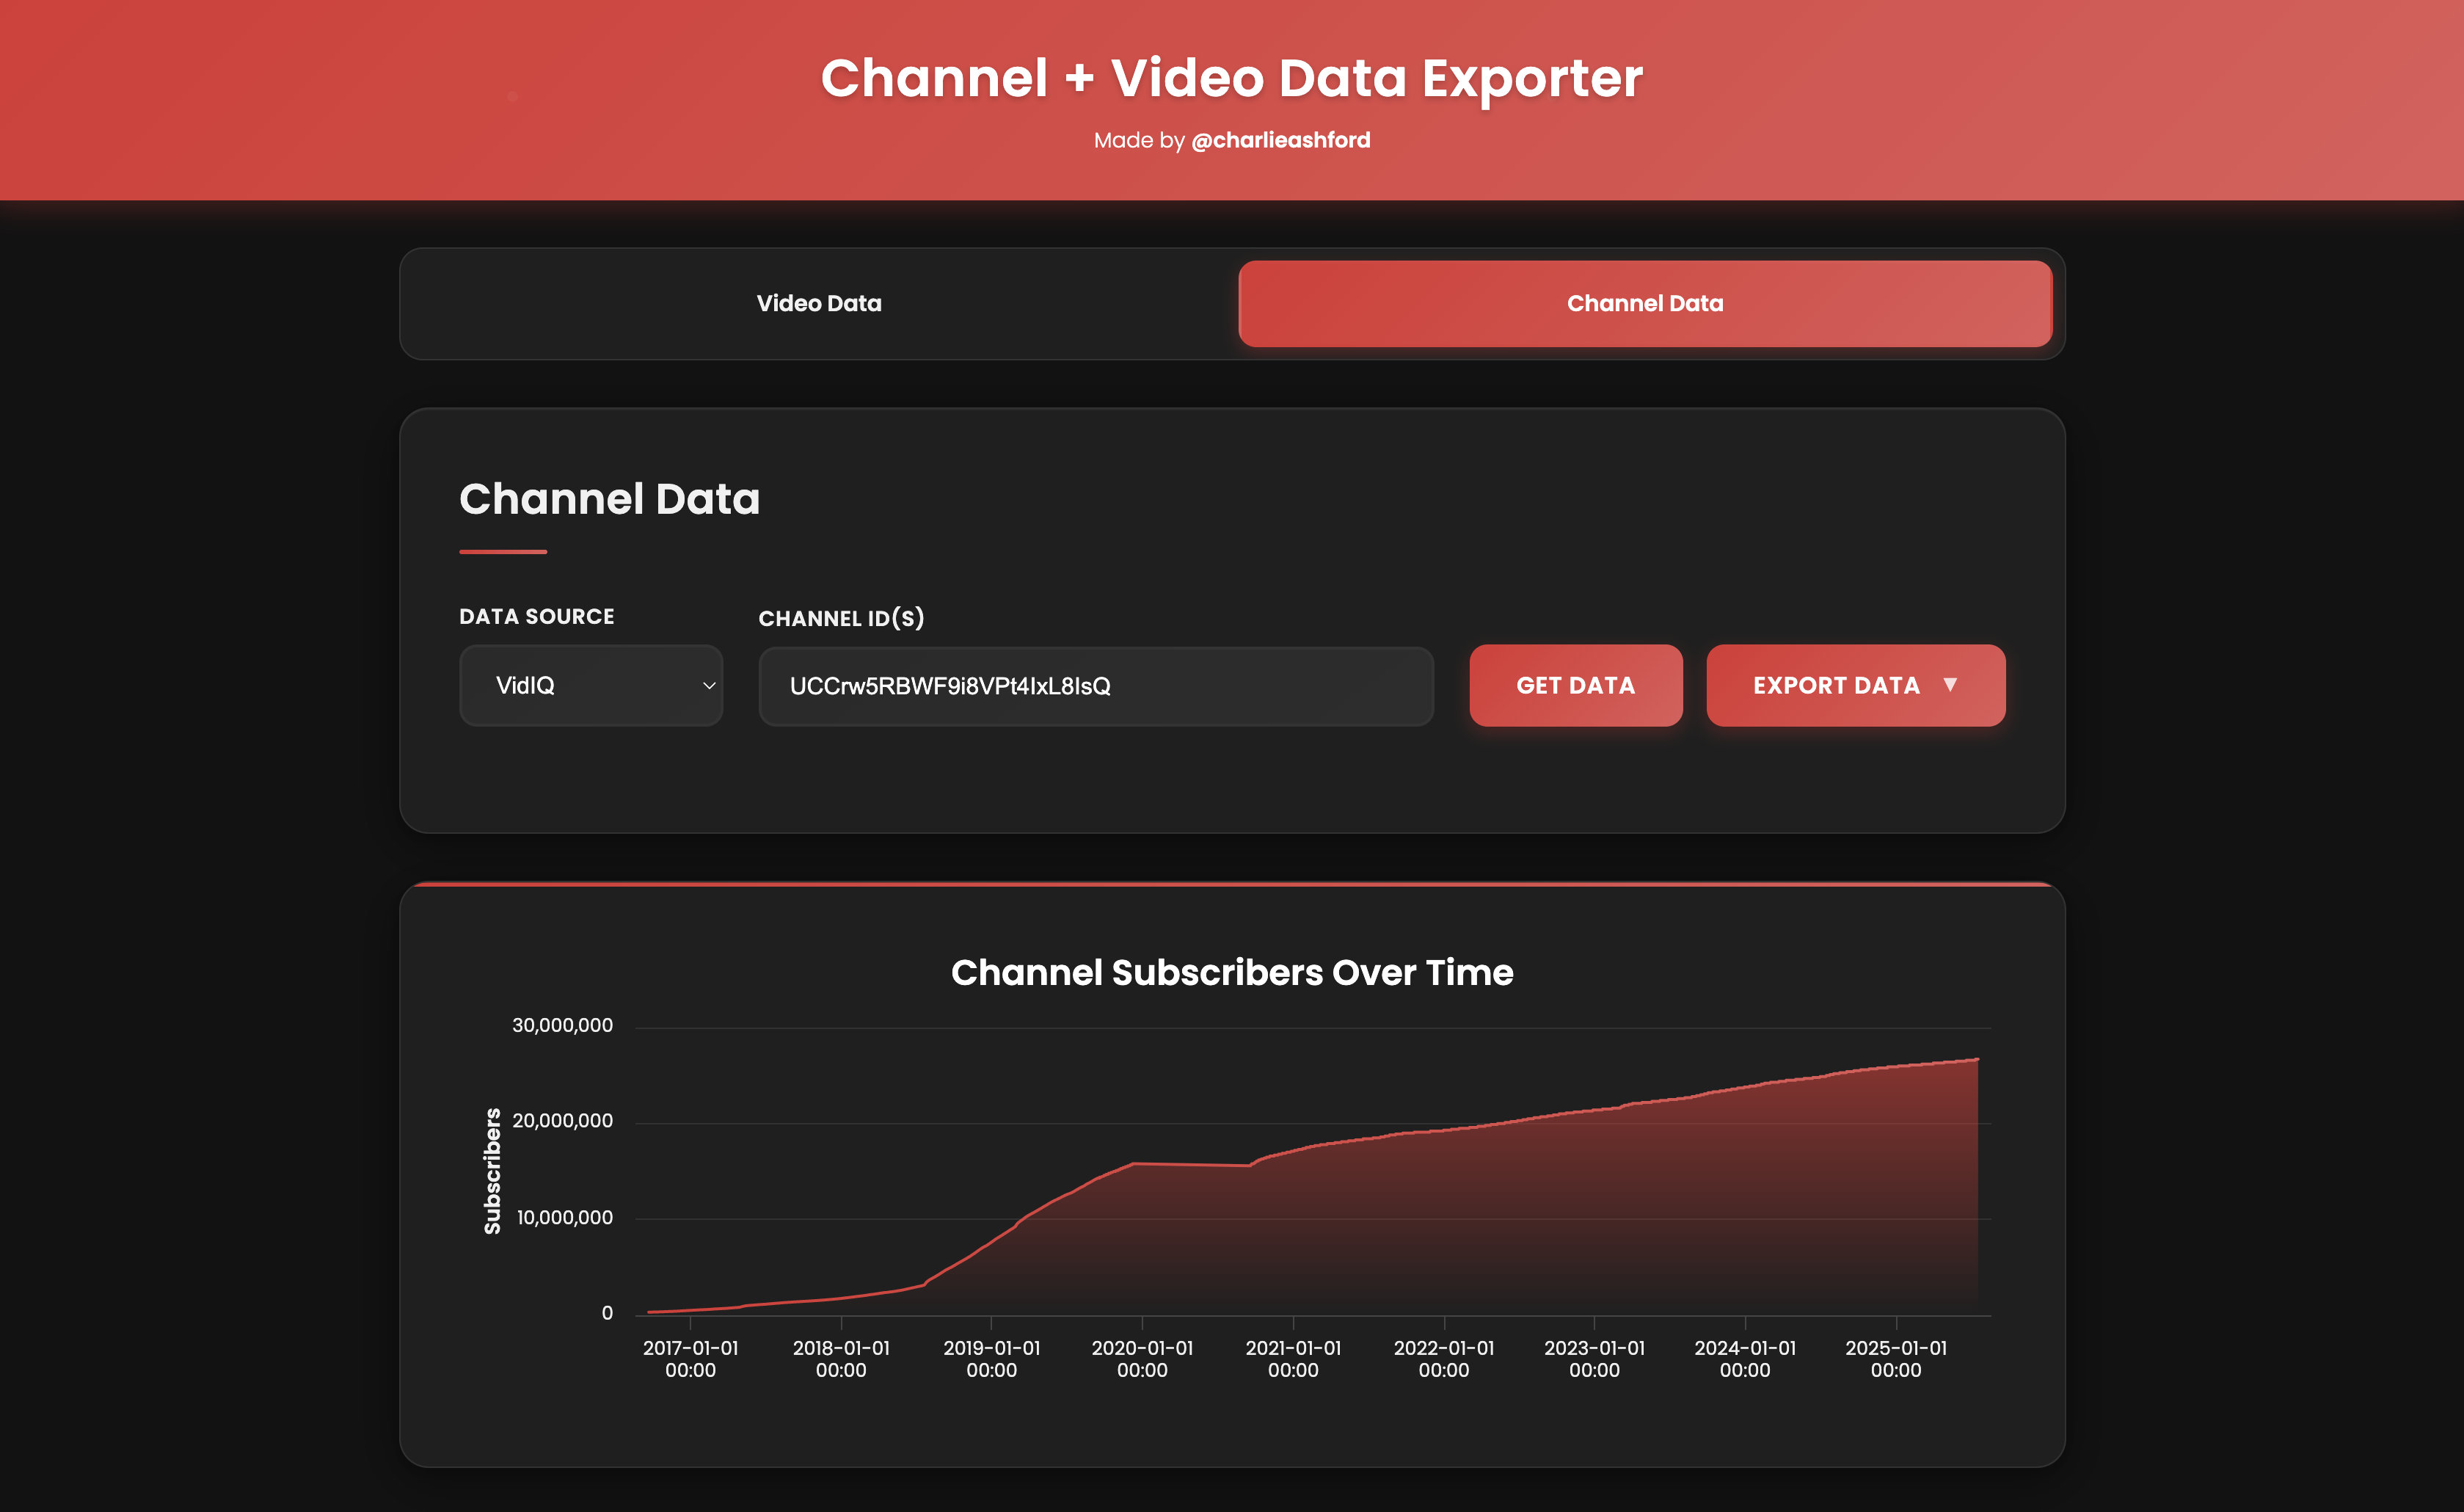 Channel + Video Data Exporter
Made by @charlieashford
Video Data
Channel Data
Channel Data
DATA SOURCE
CHANNEL ID(S)
VidIQ
UCCrw5RBWF9i8VPt4IxL8IsQ
GET DATA
EXPORT DATA ▼
Channel Subscribers Over Time
Subscribers
30,000,000
20,000,000
10,000,000
0
2017-01-01 00:00
2018-01-01 00:00
2019-01-01 00:00
2020-01-01 00:00
2021-01-01 00:00
2022-01-01 00:00
2023-01-01 00:00
2024-01-01 00:00
2025-01-01 00:00